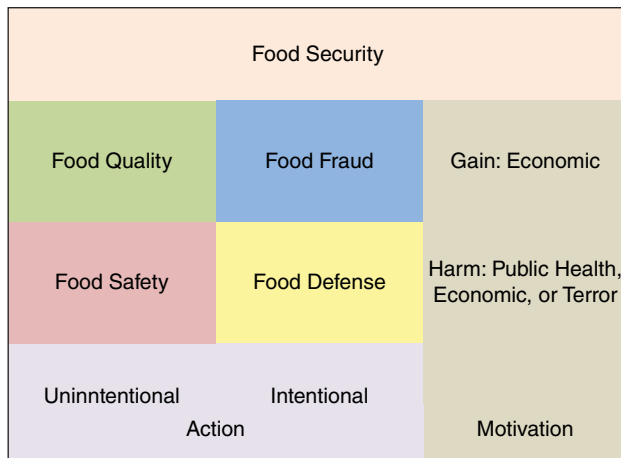 Food Security
Food Quality Food Fraud Gain: Economic
Food Safety Food Defense Harm: Public Health,
Economic, or Terror
Uninntentional Intentional
Action Motivation